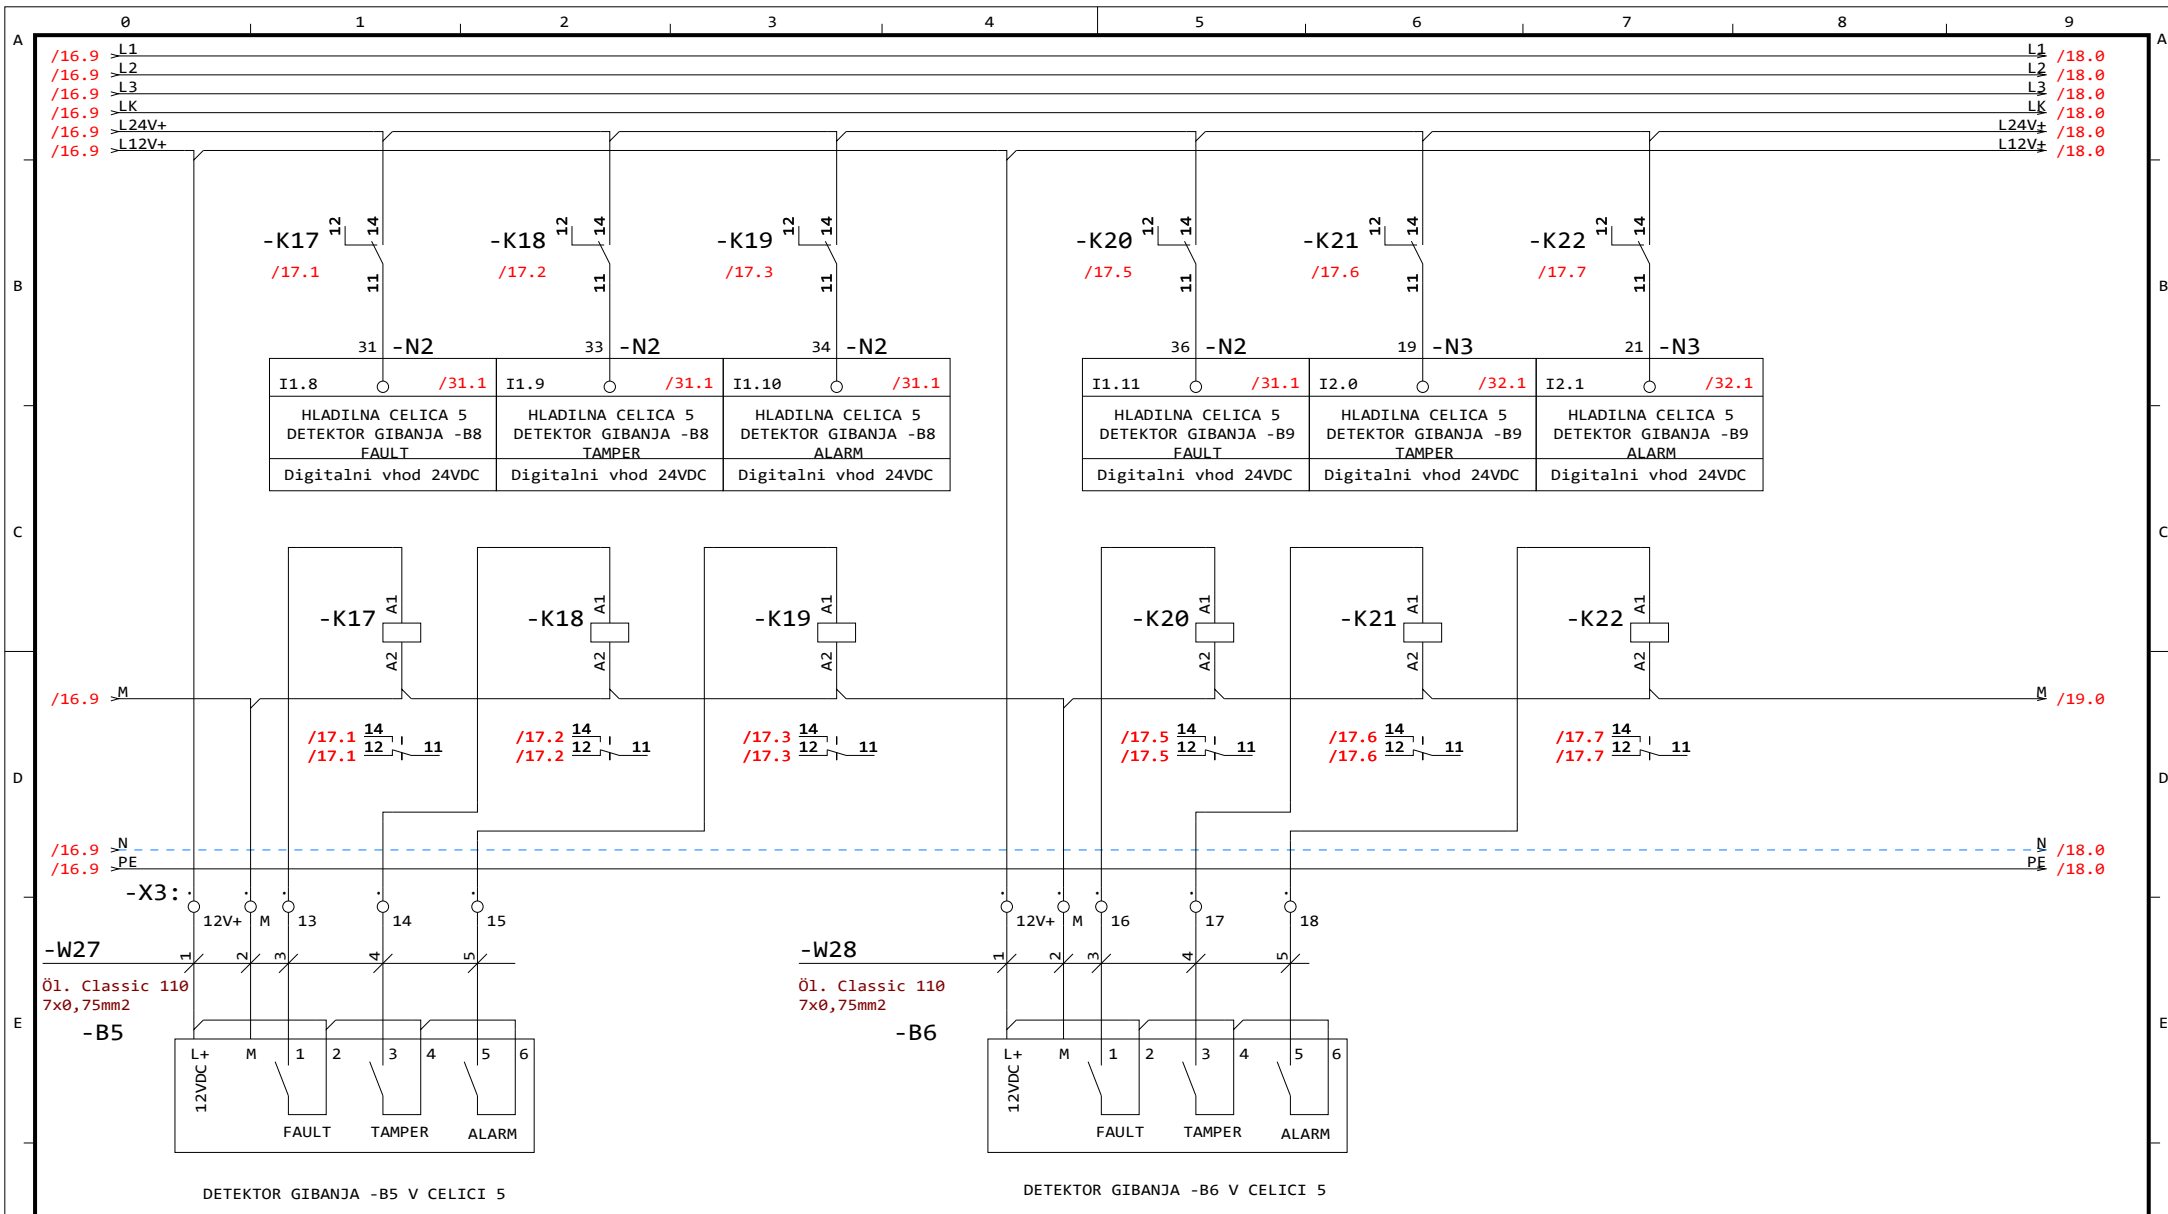 0 1 2 3 4 5 6 7 8 9
A A
/16.9 L1 L1 /18.0
/16.9 L2 L2 /18.0
/16.9 L3 L3 /18.0
/16.9 LK LK /18.0
/16.9 L24V+ L24V+ /18.0
/16.9 L12V+ L12V+ /18.0
12 14 12 14 12 14 12 14 12 14 12 14
-K17 -K18 -K19 -K20 -K21 -K22
/17.1 /17.2 /17.3 /17.5 /17.6 /17.7
11 11 11 11 11 11
B B
31 -N2 33 -N2 34 -N2 36 -N2 19 -N3 21 -N3
I1.8 /31.1 I1.9 /31.1 I1.10 /31.1 I1.11 /31.1 I2.0 /32.1 I2.1 /32.1
HLADILNA CELICA 5 HLADILNA CELICA 5 HLADILNA CELICA 5 HLADILNA CELICA 5 HLADILNA CELICA 5 HLADILNA CELICA 5
DETEKTOR GIBANJA -B8 DETEKTOR GIBANJA -B8 DETEKTOR GIBANJA -B8 DETEKTOR GIBANJA -B9 DETEKTOR GIBANJA -B9 DETEKTOR GIBANJA -B9
FAULT TAMPER ALARM FAULT TAMPER ALARM
Digitalni vhod 24VDC Digitalni vhod 24VDC Digitalni vhod 24VDC Digitalni vhod 24VDC Digitalni vhod 24VDC Digitalni vhod 24VDC
C C
A1 A1 A1 A1 A1 A1
-K17 -K18 -K19 -K20 -K21 -K22
A2 A2 A2 A2 A2 A2
/16.9 M M /19.0
/17.1 14 /17.2 14 /17.3 14 /17.5 14 /17.6 14 /17.7 14
/17.1 12 11 /17.2 12 11 /17.3 12 11 /17.5 12 11 /17.6 12 11 /17.7 12 11
D D
/16.9 N N /18.0
/16.9 PE PE /18.0
-X3:
12V+ M 13 14 15 12V+ M 16 17 18
-W27 1 2 3 4 5 -W28 1 2 3 4 5
Öl. Classic 110 Öl. Classic 110
7x0,75mm2 7x0,75mm2
E E
-B5 -B6
L+ M 1 2 3 4 5 6 L+ M 1 2 3 4 5 6
12VDC 12VDC
FAULT TAMPER ALARM FAULT TAMPER ALARM
DETEKTOR GIBANJA -B5 V CELICI 5 DETEKTOR GIBANJA -B6 V CELICI 5